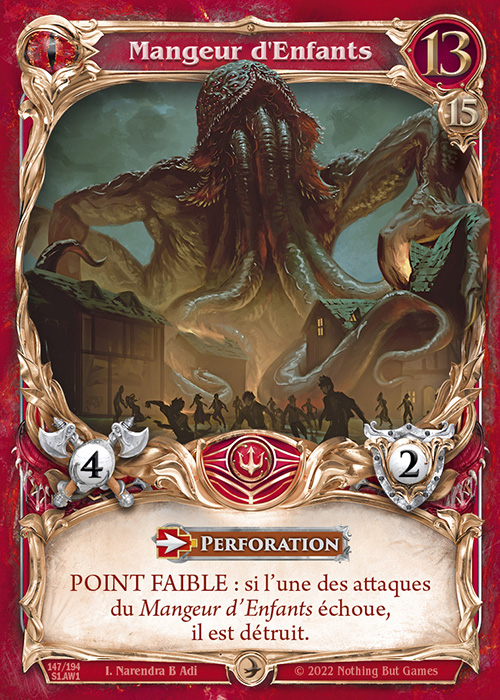 Mangeur d'Enfants
13
15
4
2
PERFORATION
POINT FAIBLE : si l'une des attaques
du Mangeur d'Enfants échoue,
il est détruit.
147/194
S1.AW1
I. Narendra B Adi
© 2022 Nothing But Games